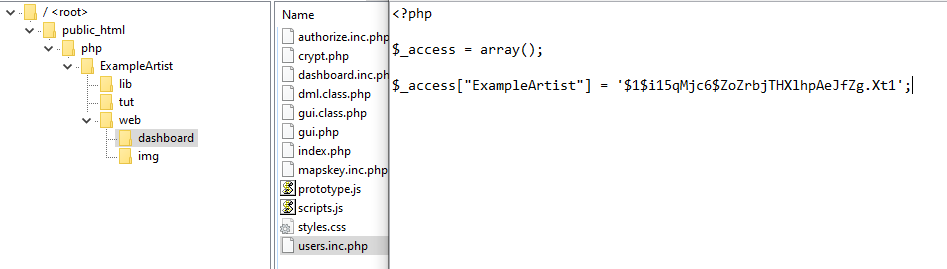 / <root>
public_html
php
ExampleArtist
lib
tut
web
dashboard
img
Name
authorize.inc.php
crypt.php
dashboard.inc.ph
dml.class.php
gui.class.php
gui.php
index.php
mapskey.inc.php
prototype.js
scripts.js
styles.css
users.inc.php
<?php
$_access = array();
$_access["ExampleArtist"] = '$1$i15qMjc6$ZoZrbjTHXlhpAeJfZg.Xt1';